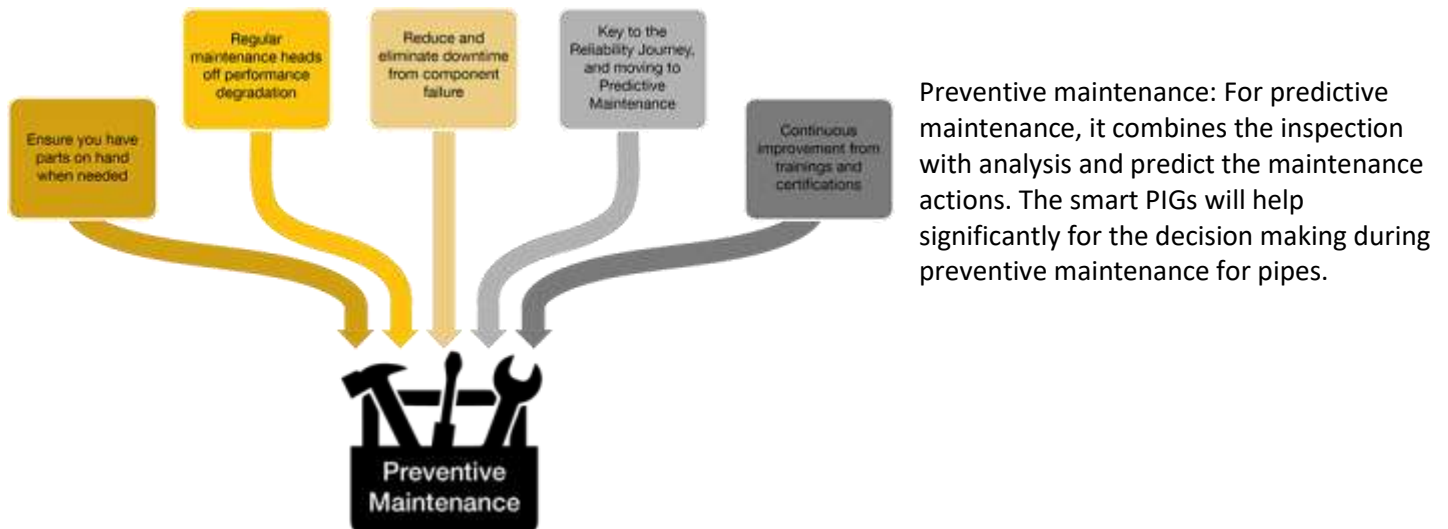 Ensure you have
parts on hand
when needed
Regular
maintenance heads
off performance
degradation
Reduce and
eliminate downtime
from component
failure
Key to the
Reliability Journey,
and moving to
Predictive
Maintenance
Continuous
improvement from
trainings and
certifications
Preventive
Maintenance
Preventive maintenance: For predictive
maintenance, it combines the inspection
with analysis and predict the maintenance
actions. The smart PIGs will help
significantly for the decision making during
preventive maintenance for pipes.